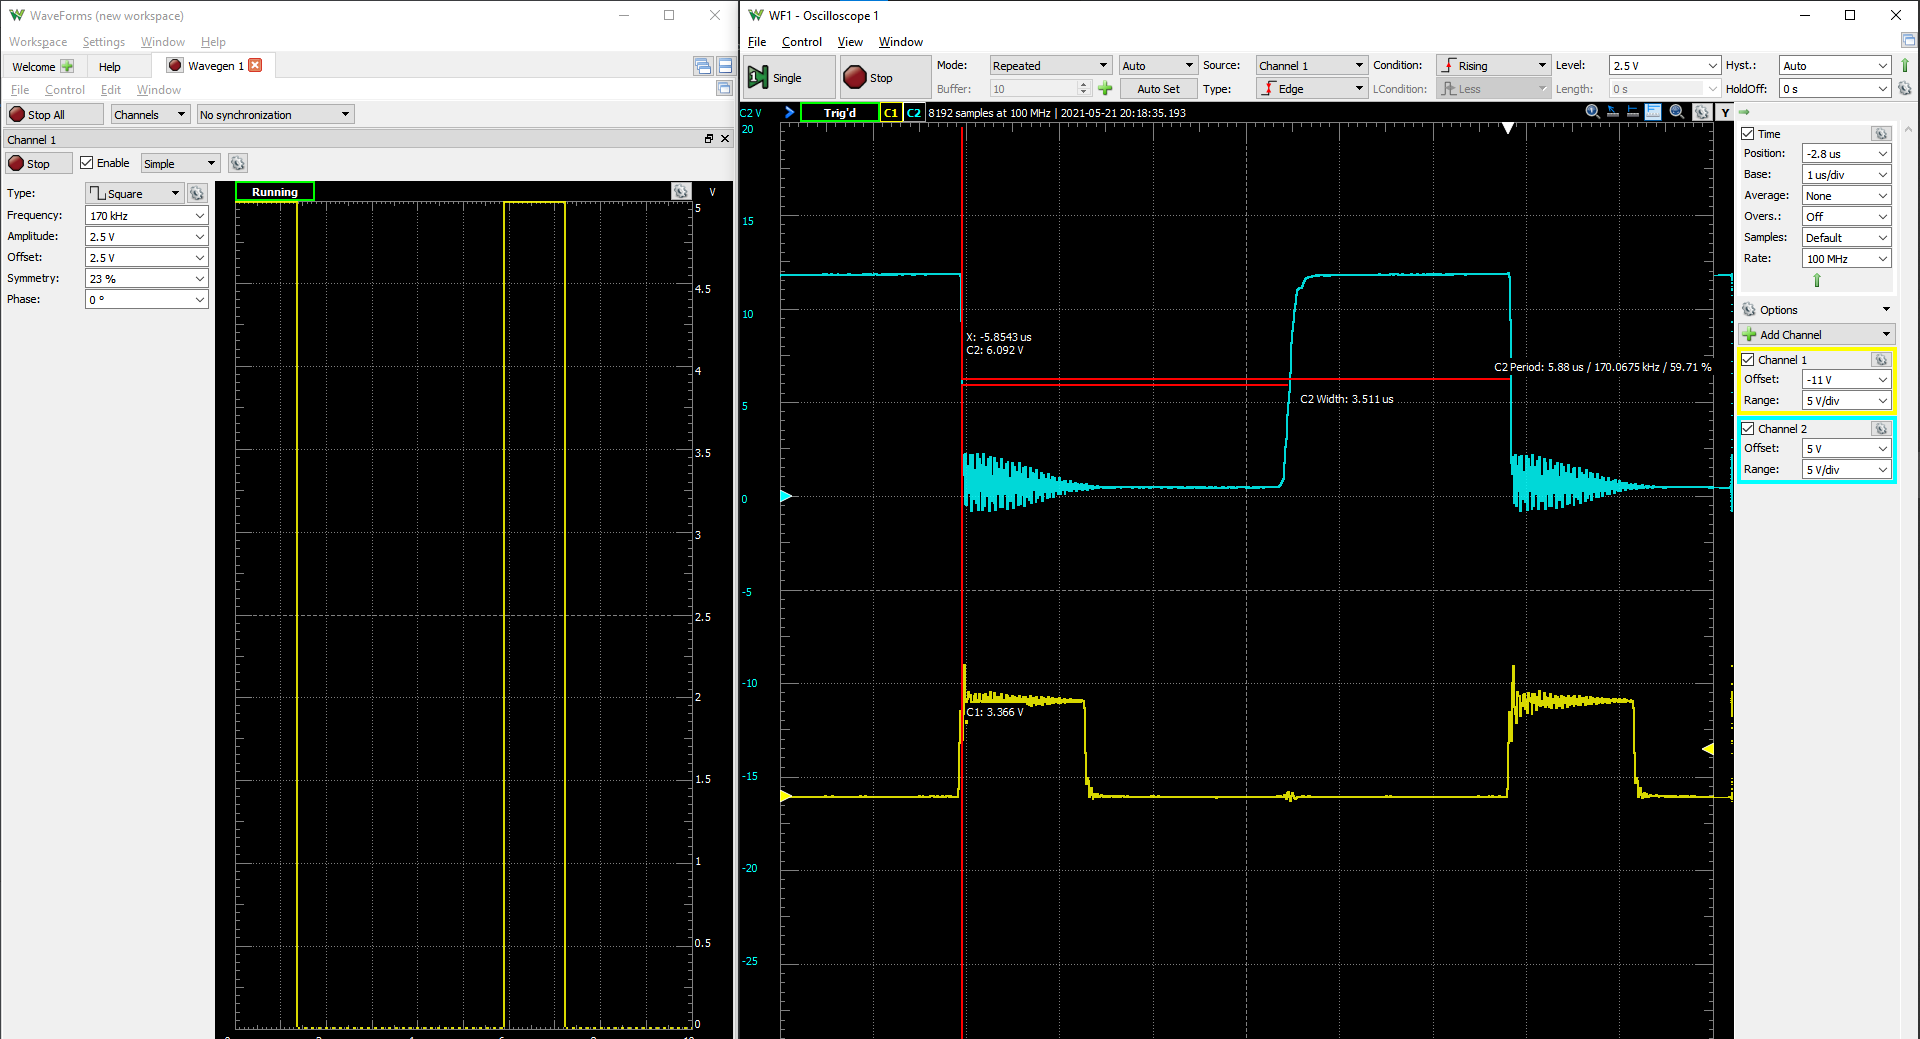 WaveForms (new workspace)
Workspace Settings Window Help
Welcome Help Wavegen 1
File Control Edit Window
Stop All Channels No synchronization
Channel 1
Stop Enable Simple
Type: Square
Frequency: 170 kHz
Amplitude: 2.5 V
Offset: 2.5 V
Symmetry: 23 %
Phase: 0 °
Running V
5
4.5
4
3.5
3
2.5
2
1.5
1
0.5
0
WF1 - Oscilloscope 1
File Control View Window
Single Stop Mode: Repeated Auto Source: Channel 1 Condition: Rising Level: 2.5 V Hyst.: Auto
Buffer: 10 Auto Set Type: Edge LCondition: Less Length: 0 s HoldOff: 0 s
C2 V Trig'd C1 C2 8192 samples at 100 MHz | 2021-05-21 20:18:35.193 Y
20
15
10
5
0
-5
-10
-15
-20
-25
X: -5.8543 us
C2: 6.092 V
C2 Period: 5.88 us / 170.0675 kHz / 59.71 %
C2 Width: 3.511 us
C1: 3.366 V
Time
Position: -2.8 us
Base: 1 us/div
Average: None
Overs.: Off
Samples: Default
Rate: 100 MHz
Options
Add Channel
Channel 1
Offset: -11 V
Range: 5 V/div
Channel 2
Offset: 5 V
Range: 5 V/div